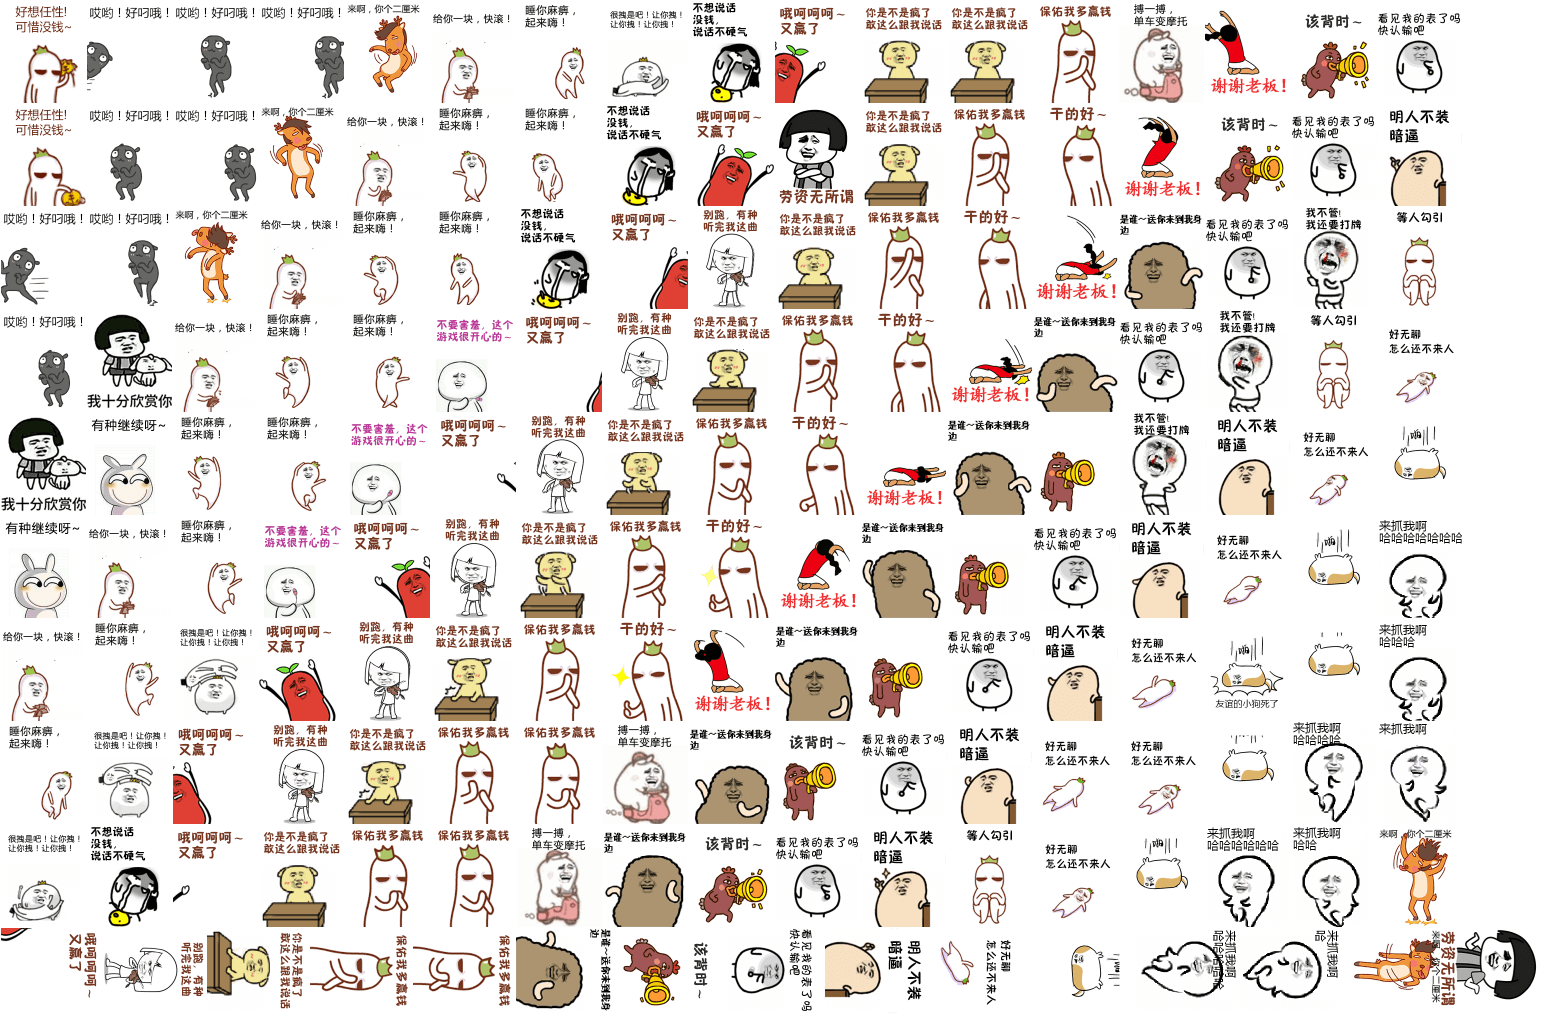 好想任性!
可惜没钱~
哎哟！好叼哦！
哎哟！好叼哦！
哎哟！好叼哦！
来啊，你个二厘米
给你一块，快滚！
睡你麻痹，
起来嗨！
很拽是吧！让你拽！
让你拽！让你拽！
不想说话
没钱，
说话不硬气
哦呵呵呵~
又赢了
你是不是疯了
敢这么跟我说话
你是不是疯了
敢这么跟我说话
保佑我多赢钱
搏一搏，
单车变摩托
谢谢老板！
该背时~
看见我的表了吗
快认输吧
好想任性!
可惜没钱~
哎哟！好叼哦！
哎哟！好叼哦！
来啊，你个二厘米
给你一块，快滚！
睡你麻痹，
起来嗨！
睡你麻痹，
起来嗨！
不想说话
没钱，
说话不硬气
哦呵呵呵~
又赢了
劳资无所谓
你是不是疯了
敢这么跟我说话
保佑我多赢钱
干的好~
谢谢老板！
该背时~
看见我的表了吗
快认输吧
明人不装
暗逼
哎哟！好叼哦！
哎哟！好叼哦！
来啊，你个二厘米
给你一块，快滚！
睡你麻痹，
起来嗨！
睡你麻痹，
起来嗨！
不想说话
没钱，
说话不硬气
哦呵呵呵~
又赢了
别跑，有种
听完我这曲
你是不是疯了
敢这么跟我说话
保佑我多赢钱
干的好~
谢谢老板！
是谁~送你来到我身
边
看见我的表了吗
快认输吧
我不管!
我还要打牌
等人勾引
哎哟！好叼哦！
我十分欣赏你
给你一块，快滚！
睡你麻痹，
起来嗨！
睡你麻痹，
起来嗨！
不要害羞，这个
游戏很开心的~
哦呵呵呵~
又赢了
别跑，有种
听完我这曲
你是不是疯了
敢这么跟我说话
保佑我多赢钱
干的好~
谢谢老板！
是谁~送你来到我身
边
看见我的表了吗
快认输吧
我不管!
我还要打牌
等人勾引
好无聊
怎么还不来人
我十分欣赏你
有种继续呀~
睡你麻痹，
起来嗨！
睡你麻痹，
起来嗨！
不要害羞，这个
游戏很开心的~
哦呵呵呵~
又赢了
别跑，有种
听完我这曲
你是不是疯了
敢这么跟我说话
保佑我多赢钱
干的好~
谢谢老板！
是谁~送你来到我身
边
我不管!
我还要打牌
明人不装
暗逼
好无聊
怎么还不来人
有种继续呀~
给你一块，快滚！
睡你麻痹，
起来嗨！
不要害羞，这个
游戏很开心的~
哦呵呵呵~
又赢了
别跑，有种
听完我这曲
你是不是疯了
敢这么跟我说话
保佑我多赢钱
干的好~
谢谢老板！
是谁~送你来到我身
边
看见我的表了吗
快认输吧
明人不装
暗逼
好无聊
怎么还不来人
来抓我啊
哈哈哈哈哈哈哈
给你一块，快滚！
睡你麻痹，
起来嗨！
很拽是吧！让你拽！
让你拽！让你拽！
哦呵呵呵~
又赢了
别跑，有种
听完我这曲
你是不是疯了
敢这么跟我说话
保佑我多赢钱
干的好~
谢谢老板！
是谁~送你来到我身
边
看见我的表了吗
快认输吧
明人不装
暗逼
好无聊
怎么还不来人
友谊的小狗死了
来抓我啊
哈哈哈
睡你麻痹，
起来嗨！
很拽是吧！让你拽！
让你拽！让你拽！
哦呵呵呵~
又赢了
别跑，有种
听完我这曲
你是不是疯了
敢这么跟我说话
保佑我多赢钱
保佑我多赢钱
搏一搏，
单车变摩托
是谁~送你来到我身
边
该背时~
看见我的表了吗
快认输吧
明人不装
暗逼
好无聊
怎么还不来人
好无聊
怎么还不来人
来抓我啊
哈哈哈哈
来抓我啊
很拽是吧！让你拽！
让你拽！让你拽！
不想说话
没钱，
说话不硬气
哦呵呵呵~
又赢了
你是不是疯了
敢这么跟我说话
保佑我多赢钱
保佑我多赢钱
搏一搏，
单车变摩托
是谁~送你来到我身
边
该背时~
看见我的表了吗
快认输吧
明人不装
暗逼
等人勾引
好无聊
怎么还不来人
来抓我啊
哈哈哈哈哈哈
来抓我啊
哈哈
来啊，你个二厘米
哦呵呵呵~
又赢了
别跑，有种
听完我这曲
你是不是疯了
敢这么跟我说话
保佑我多赢钱
保佑我多赢钱
是谁~送你来到我身
边
该背时~
看见我的表了吗
快认输吧
明人不装
暗逼
好无聊
怎么还不来人
来抓我啊
来抓我啊
哈
劳资无所谓